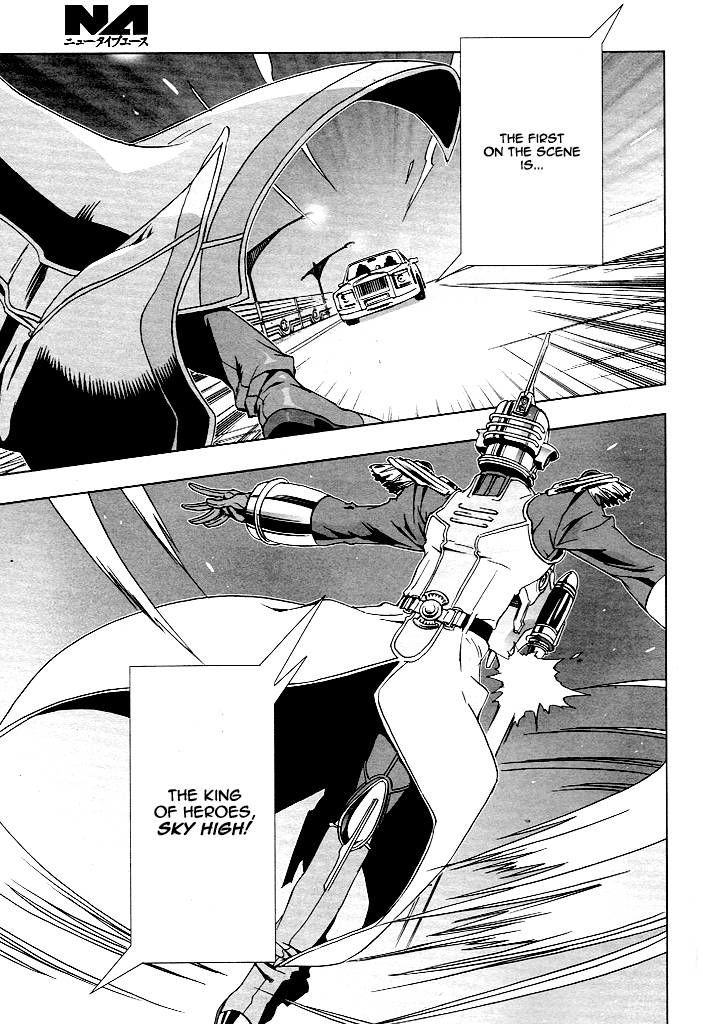 NA
ニュータイプエース
THE FIRST
ON THE SCENE
IS...
THE KING
OF HEROES,
SKY HIGH!